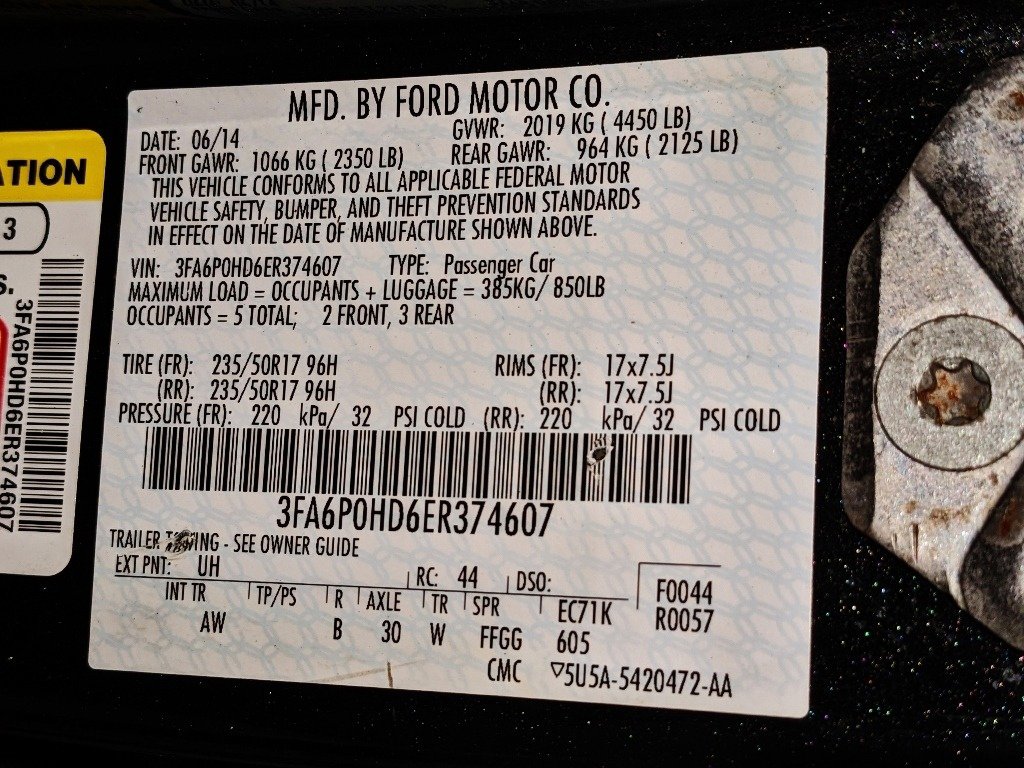 ATION
3
S.
3FA6P0HD6ER374607
MFD. BY FORD MOTOR CO.
DATE: 06/14 GVWR: 2019 KG ( 4450 LB)
FRONT GAWR: 1066 KG ( 2350 LB) REAR GAWR: 964 KG ( 2125 LB)
THIS VEHICLE CONFORMS TO ALL APPLICABLE FEDERAL MOTOR
VEHICLE SAFETY, BUMPER, AND THEFT PREVENTION STANDARDS
IN EFFECT ON THE DATE OF MANUFACTURE SHOWN ABOVE.
VIN: 3FA6P0HD6ER374607 TYPE: Passenger Car
MAXIMUM LOAD = OCCUPANTS + LUGGAGE = 385KG/ 850LB
OCCUPANTS = 5 TOTAL; 2 FRONT, 3 REAR
TIRE (FR): 235/50R17 96H RIMS (FR): 17x7.5J
(RR): 235/50R17 96H (RR): 17x7.5J
PRESSURE (FR): 220 kPa/ 32 PSI COLD (RR): 220 kPa/ 32 PSI COLD
3FA6P0HD6ER374607
TRAILER TOWING - SEE OWNER GUIDE
EXT PNT: UH RC: 44 DSO: F0044
INT TR TP/PS R AXLE TR SPR EC71K R0057
AW B 30 W FFGG 605
CMC ▽5U5A-5420472-AA